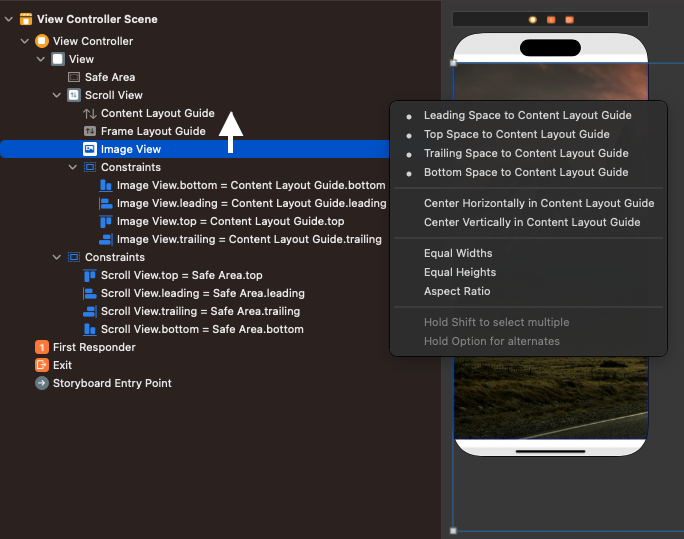 View Controller Scene
View Controller
View
Safe Area
Scroll View
Content Layout Guide
Frame Layout Guide
Image View
Constraints
Image View.bottom = Content Layout Guide.bottom
Image View.leading = Content Layout Guide.leading
Image View.top = Content Layout Guide.top
Image View.trailing = Content Layout Guide.trailing
Constraints
Scroll View.top = Safe Area.top
Scroll View.leading = Safe Area.leading
Scroll View.trailing = Safe Area.trailing
Scroll View.bottom = Safe Area.bottom
1 First Responder
Exit
Storyboard Entry Point
Leading Space to Content Layout Guide
Top Space to Content Layout Guide
Trailing Space to Content Layout Guide
Bottom Space to Content Layout Guide
Center Horizontally in Content Layout Guide
Center Vertically in Content Layout Guide
Equal Widths
Equal Heights
Aspect Ratio
Hold Shift to select multiple
Hold Option for alternates